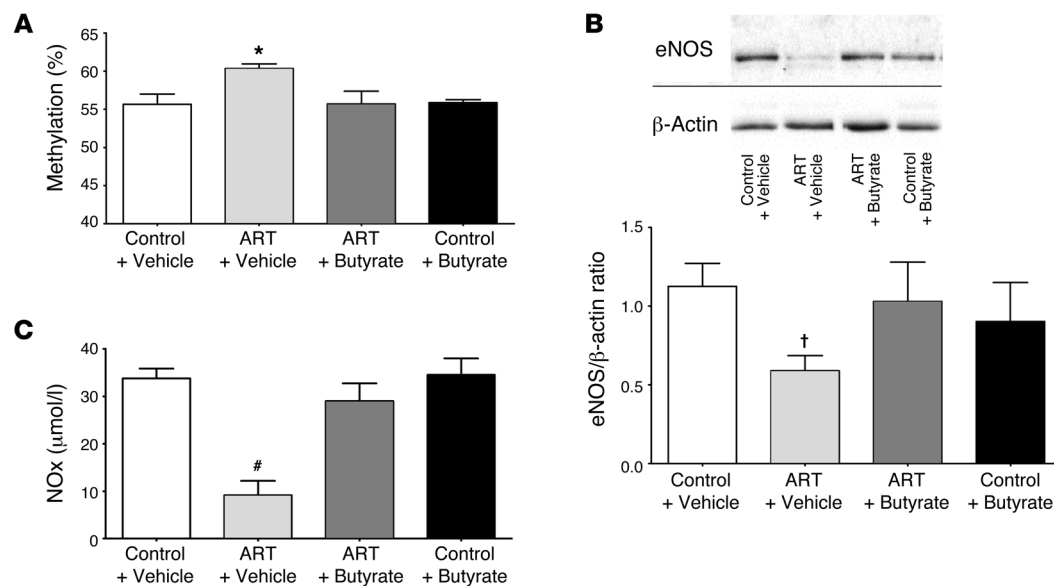 A
Methylation (%)
65
60
55
50
45
40
*
Control
+ Vehicle
ART
+ Vehicle
ART
+ Butyrate
Control
+ Butyrate
B
eNOS
β-Actin
Control
+ Vehicle
ART
+ Vehicle
ART
+ Butyrate
Control
+ Butyrate
eNOS/β-actin ratio
1.5
1.0
0.5
0.0
†
Control
+ Vehicle
ART
+ Vehicle
ART
+ Butyrate
Control
+ Butyrate
C
NOx (μmol/l)
40
30
20
10
0
#
Control
+ Vehicle
ART
+ Vehicle
ART
+ Butyrate
Control
+ Butyrate